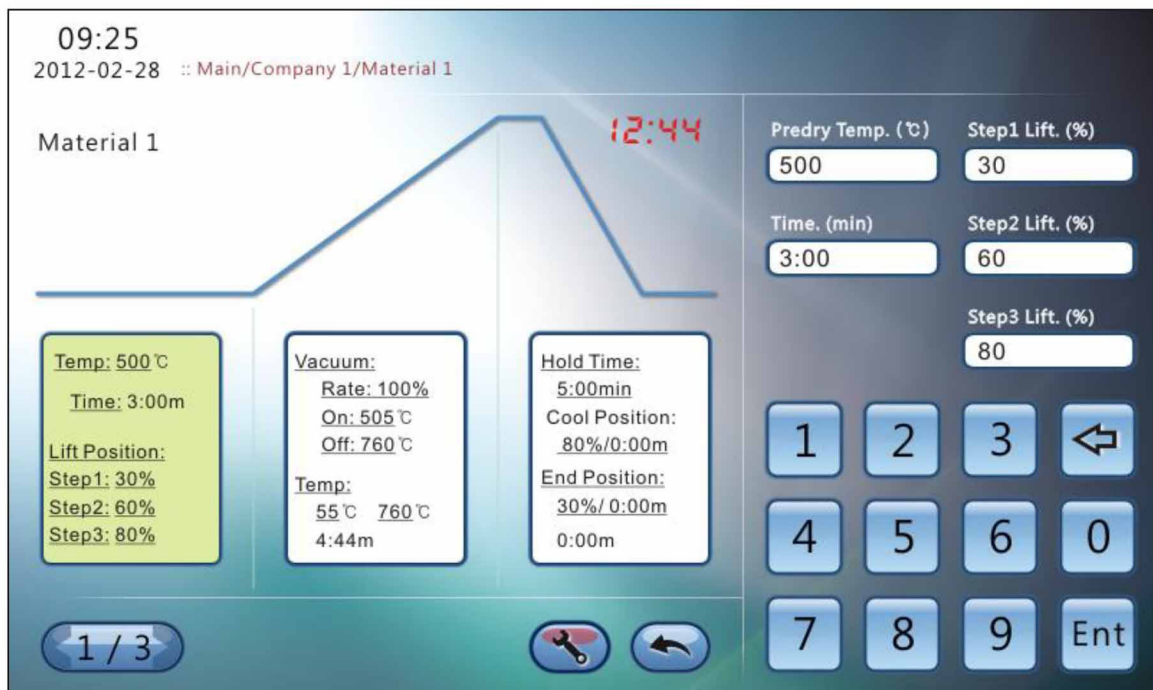 09:25
2012-02-28 :: Main/Company 1/Material 1
Material 1
12:44
Temp: 500℃
Time: 3:00m
Lift Position:
Step1: 30%
Step2: 60%
Step3: 80%
Vacuum:
Rate: 100%
On: 505℃
Off: 760℃
Temp:
55℃ 760℃
4:44m
Hold Time:
5:00min
Cool Position:
80%/0:00m
End Position:
30%/ 0:00m
0:00m
1 / 3
Predry Temp. (℃) Step1 Lift. (%)
500 30
Time. (min) Step2 Lift. (%)
3:00 60
Step3 Lift. (%)
80
1 2 3
4 5 6 0
7 8 9 Ent